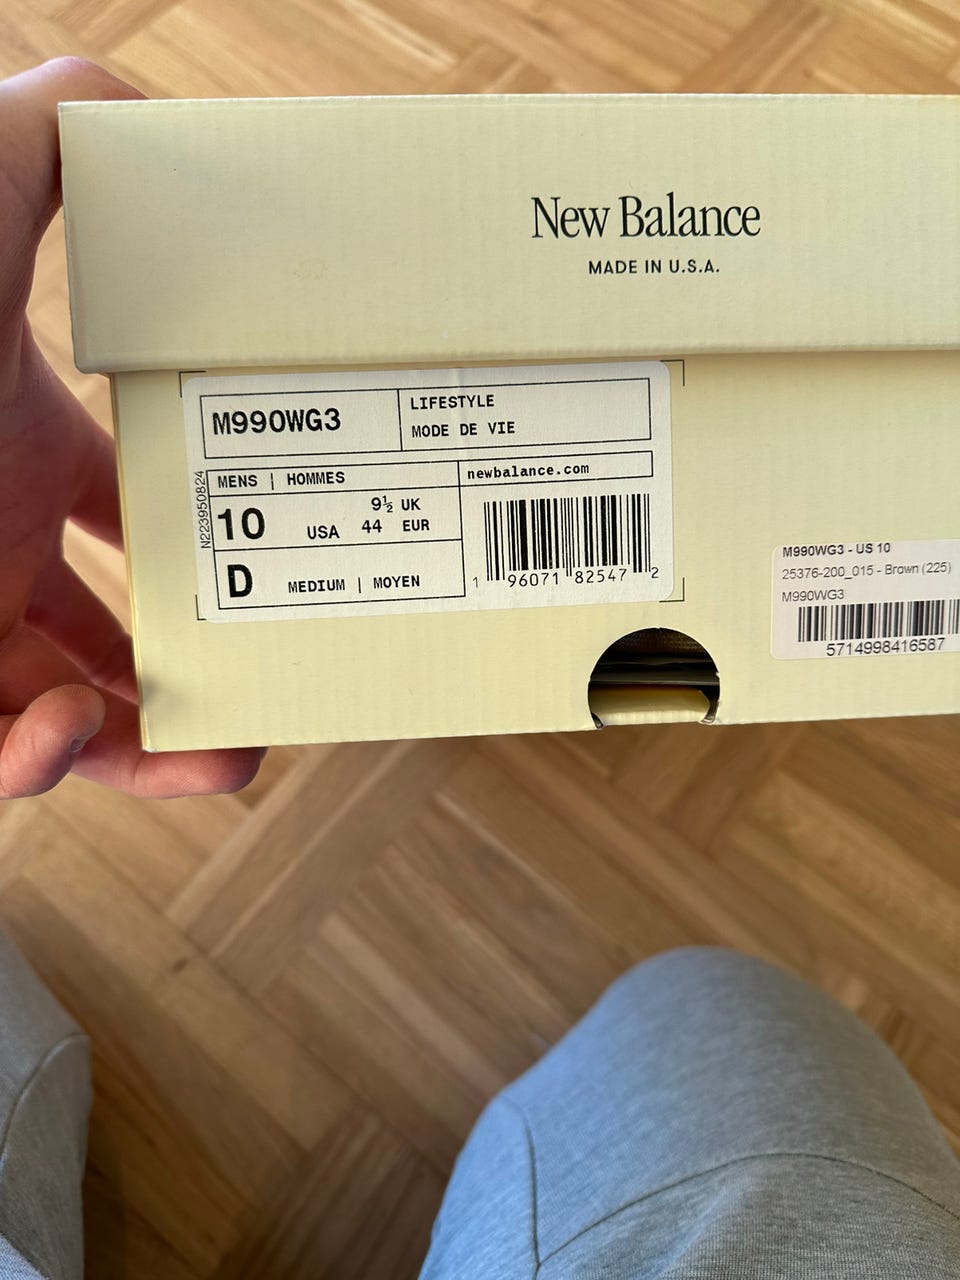 New Balance
MADE IN U.S.A.
M990WG3
LIFESTYLE
MODE DE VIE
MENS | HOMMES
newbalance.com
N223950824
10 USA
9½ UK
44 EUR
D MEDIUM | MOYEN
1 96071 82547 2
M990WG3 - US 10
25376-200_015 - Brown (225)
M990WG3
5714998416587